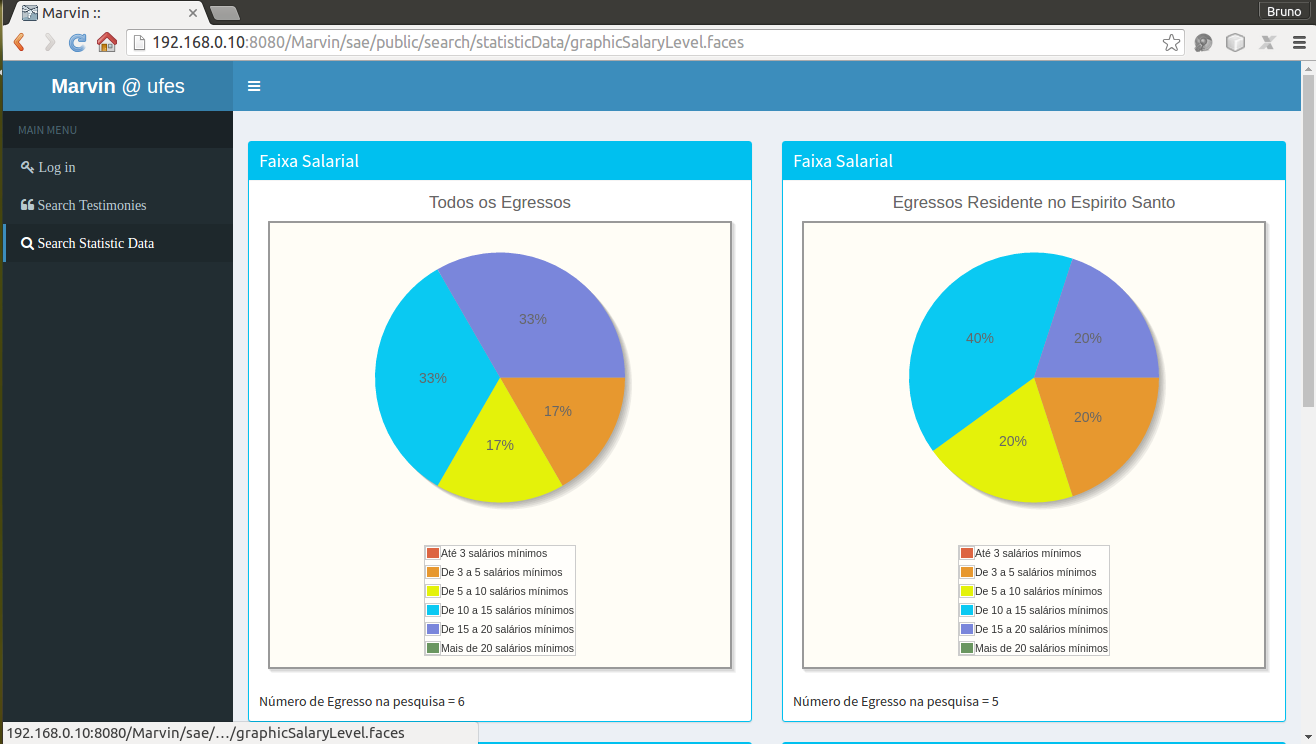 Marvin ::
Bruno
192.168.0.10:8080/Marvin/sae/public/search/statisticData/graphicSalaryLevel.faces
Marvin @ ufes
MAIN MENU
Log in
Search Testimonies
Search Statistic Data
Faixa Salarial
Todos os Egressos
33%
33%
17%
17%
Até 3 salários mínimos
De 3 a 5 salários mínimos
De 5 a 10 salários mínimos
De 10 a 15 salários mínimos
De 15 a 20 salários mínimos
Mais de 20 salários mínimos
Número de Egresso na pesquisa = 6
Faixa Salarial
Egressos Residente no Espirito Santo
40%
20%
20%
20%
Até 3 salários mínimos
De 3 a 5 salários mínimos
De 5 a 10 salários mínimos
De 10 a 15 salários mínimos
De 15 a 20 salários mínimos
Mais de 20 salários mínimos
Número de Egresso na pesquisa = 5
192.168.0.10:8080/Marvin/sae/…/graphicSalaryLevel.faces